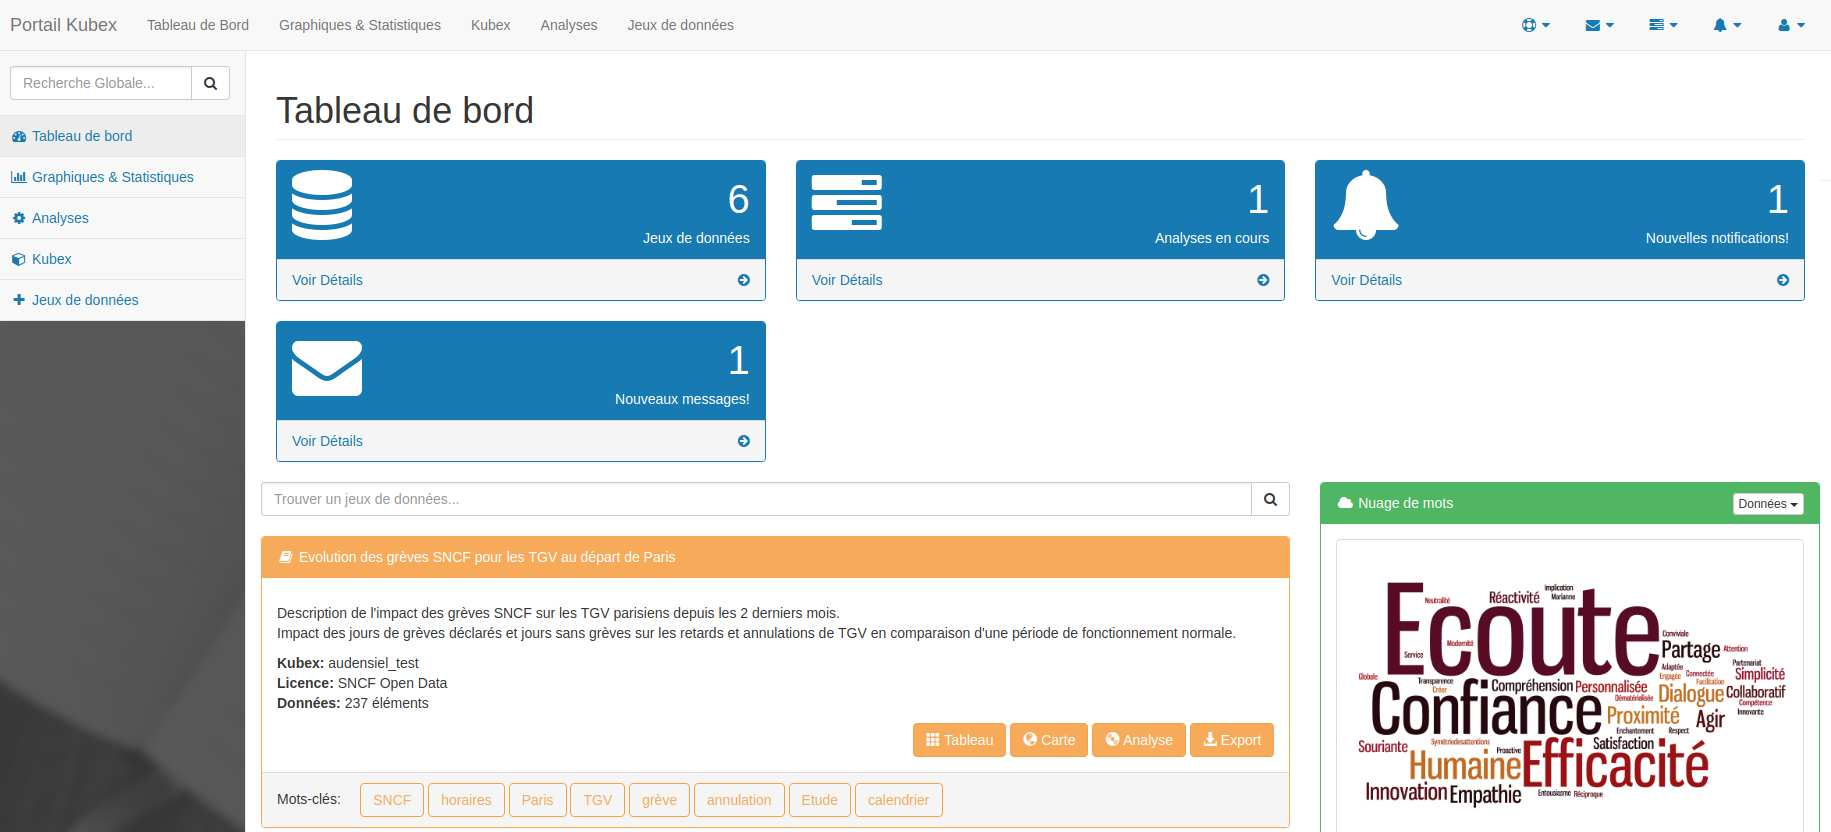 Portail Kubex Tableau de Bord Graphiques & Statistiques Kubex Analyses Jeux de données
Recherche Globale...
Tableau de bord
Graphiques & Statistiques
Analyses
Kubex
Jeux de données
Tableau de bord
6
Jeux de données
Voir Détails
1
Analyses en cours
Voir Détails
1
Nouvelles notifications!
Voir Détails
1
Nouveaux messages!
Voir Détails
Trouver un jeux de données...
Evolution des grèves SNCF pour les TGV au départ de Paris
Description de l'impact des grèves SNCF sur les TGV parisiens depuis les 2 derniers mois.
Impact des jours de grèves déclarés et jours sans grèves sur les retards et annulations de TGV en comparaison d'une période de fonctionnement normale.
Kubex: audensiel_test
Licence: SNCF Open Data
Données: 237 éléments
Tableau Carte Analyse Export
Mots-clés: SNCF horaires Paris TGV grève annulation Etude calendrier
Nuage de mots Données
Implication
Neutralité Réactivité Marianne
Ecoute
Conviviale
Modernité Partage Attention
Service
Partenariat
Adaptée
Globale Engagée Connectée Simplicité
Transparence Compréhension Personnalisée Facilitation
Créer Dialogue Collaboratif
Dématérialisée Compétence
Confiance Proximité Agir Innovante
Enchantement Respect
Souriante Symétriedesattentions Proactive Satisfaction
Humaine Efficacité
Innovation Empathie Entousiasme Réciproque